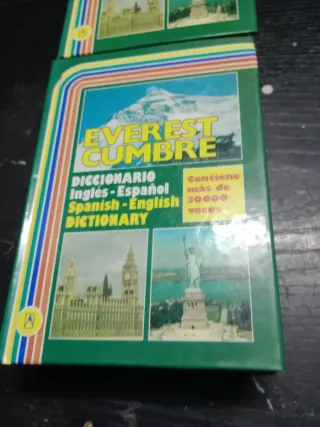 EVEREST
CUMBRE
DICCIONARIO
Inglés - Español
Spanish - English
DICTIONARY
Contiene
más de
30000
voces